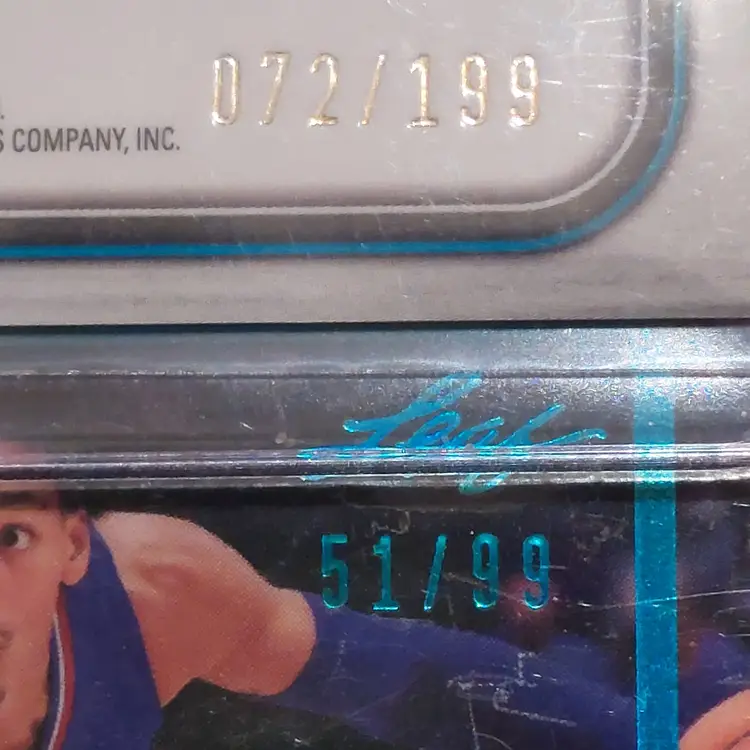 072/199
S COMPANY, INC.
Leaf
51/99